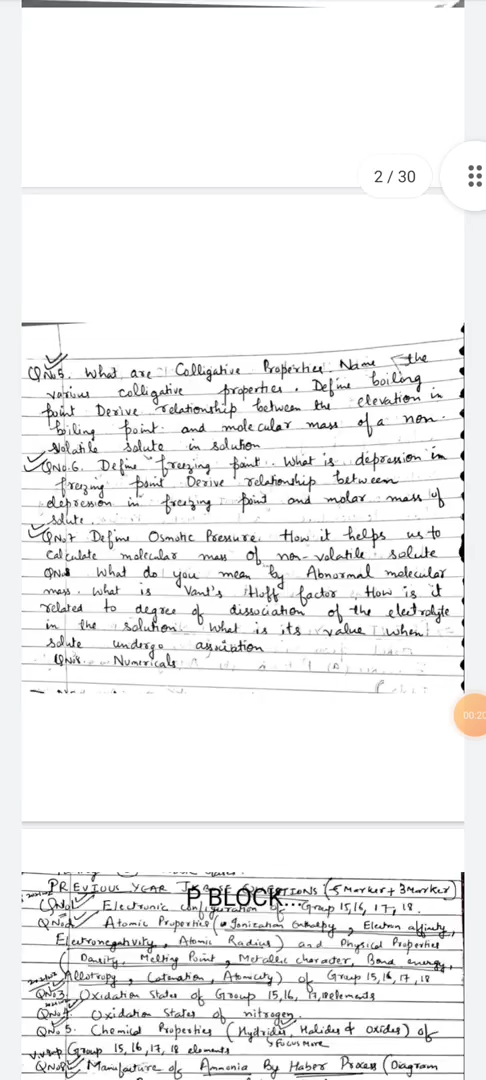 2 / 30
QNo5. What are Colligative Properties. Name the
various colligative properties. Define boiling
point Derive relationship between the elevation in
biling point and molecular mass of a non-
volatile solute in solution
QNo.6. Define freezing point. What is depression in
frezing point Derive relationship between
depression in freezing point and molar mass of
solute.
QNo7 Define Osmotic Pressure. How it helps us to
calculate molecular mass of non-volatile solute
QNo8 What do you mean by Abnormal molecular
mass. What is Vant's Hoff factor. How is it
related to degree of dissociation of the electrolyte
in the solution. What is its value when
solute undergo association
Numericals
00:20
PREVIOUS YEAR QUESTIONS (5 Marker + 3 Marker)
P BLOCK...
QNo1 Electronic configuration of Group 15, 16, 17, 18.
QNo2 Atomic Properties (Ionization Enthalpy, Electron affinity,
Electronegativity, Atomic Radius) and Physical Properties
(Density, Melting Point, Metallic character, Bond energy,
Allotropy, Catenation, Atomicity) of Group 15, 16, 17, 18
QNo3 Oxidation States of Group 15, 16, 17, 18 elements
QNo4 Oxidation States of nitrogen.
QNo 5. Chemical Properties (Hydrides, Halides & Oxides) of
Focus More
v.v.Imp Group 15, 16, 17, 18 elements
Manufacture of Ammonia By Haber Process (Diagram